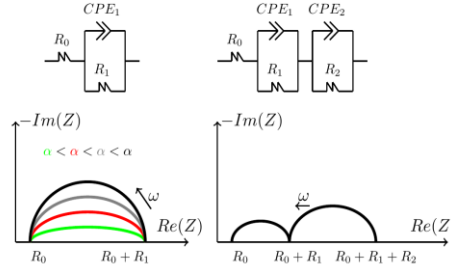 CPE₁
R₀
R₁
CPE₁ CPE₂
R₀
R₁ R₂
−Im(Z)
α < α < α < α
ω
Re(Z)
R₀ R₀ + R₁
−Im(Z)
ω
Re(Z
R₀ R₀ + R₁ R₀ + R₁ + R₂